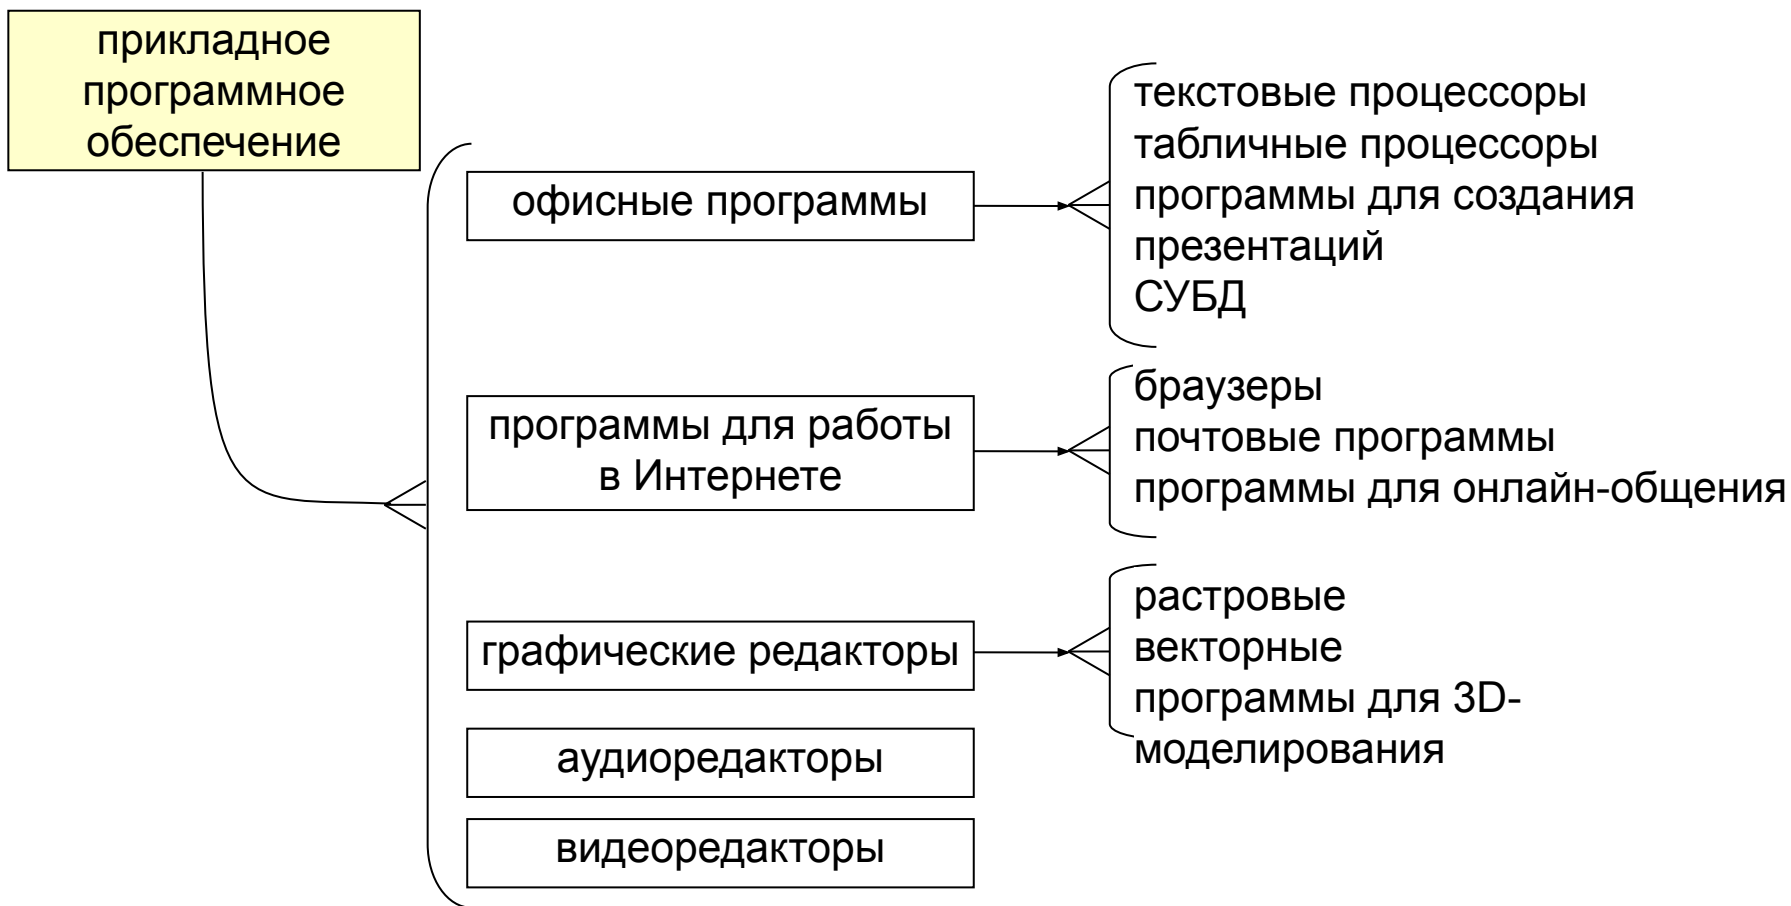 прикладное
программное
обеспечение
офисные программы
текстовые процессоры
табличные процессоры
программы для создания
презентаций
СУБД
программы для работы
в Интернете
браузеры
почтовые программы
программы для онлайн-общения
графические редакторы
растровые
векторные
программы для 3D-
моделирования
аудиоредакторы
видеоредакторы